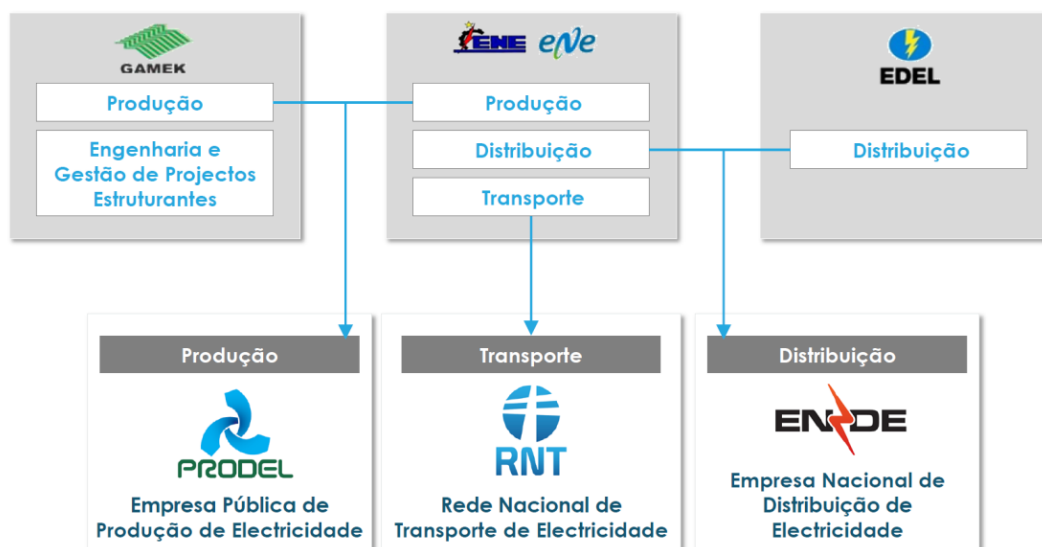 GAMEK
Produção
Engenharia e
Gestão de Projectos
Estruturantes
ENE eNe
Produção
Distribuição
Transporte
EDEL
Distribuição
Produção
PRODEL
Empresa Pública de
Produção de Electricidade
Transporte
RNT
Rede Nacional de
Transporte de Electricidade
Distribuição
ENDE
Empresa Nacional de
Distribuição de
Electricidade